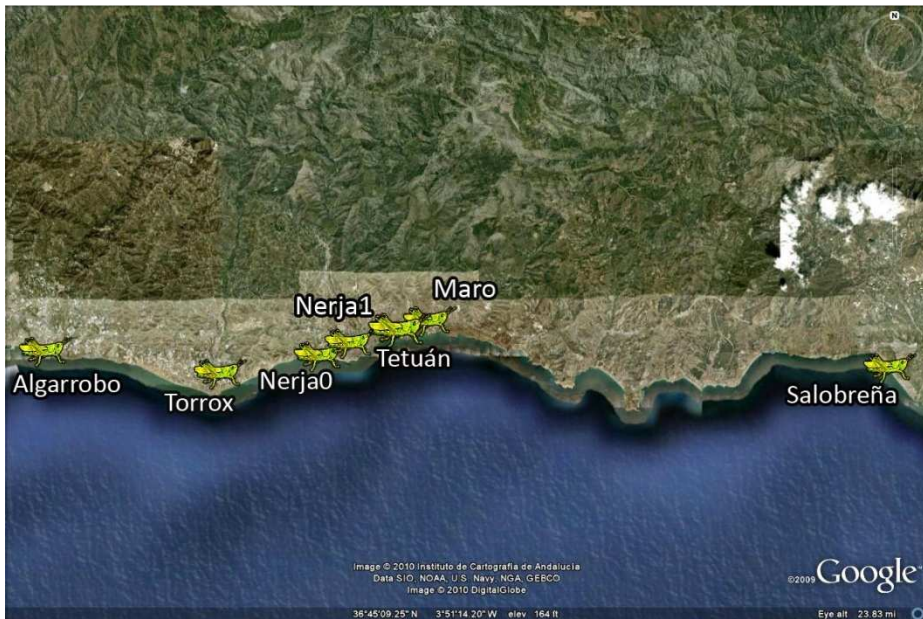 N
Nerja1
Maro
Algarrobo
Torrox
Nerja0
Tetuán
Salobreña
Image © 2010 Instituto de Cartografía de Andalucía
Data SIO, NOAA, U.S. Navy, NGA, GEBCO
Image © 2010 DigitalGlobe
©2009 Google
36°45'09.25" N 3°51'14.20" W elev 164 ft
Eye alt 23.83 mi